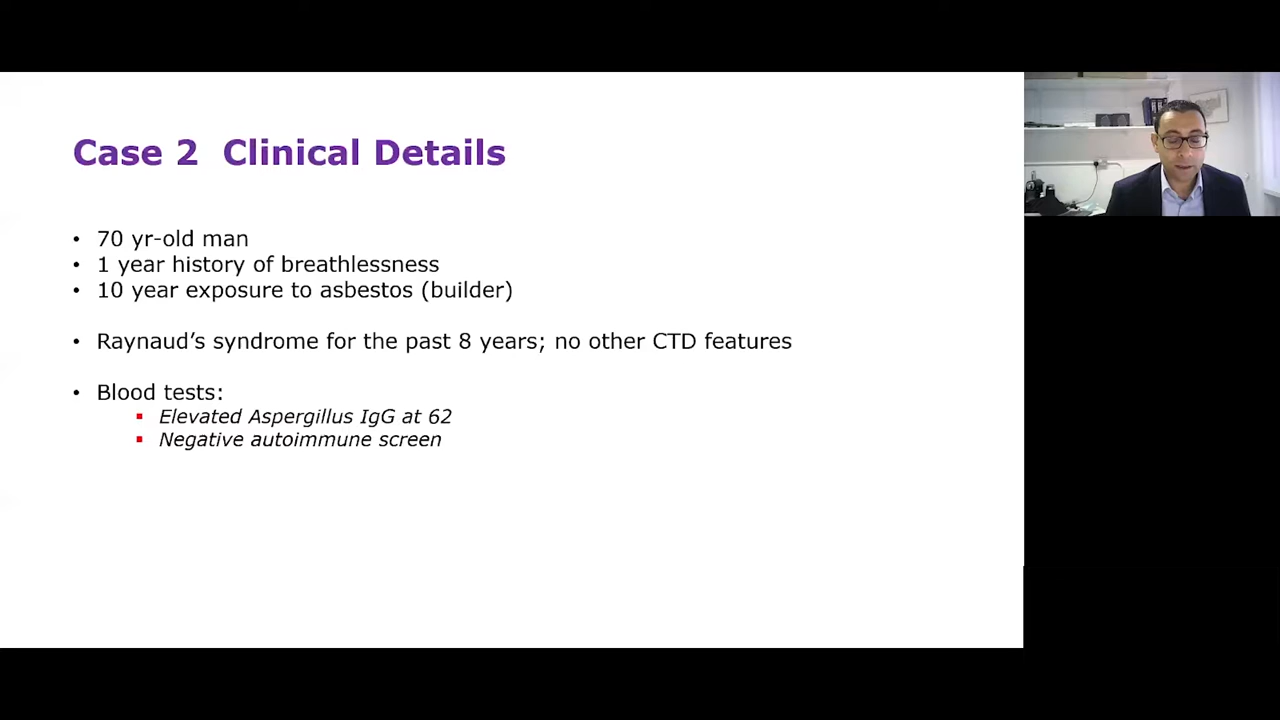 Case 2 Clinical Details
• 70 yr-old man
• 1 year history of breathlessness
• 10 year exposure to asbestos (builder)
• Raynaud's syndrome for the past 8 years; no other CTD features
• Blood tests:
▪ Elevated Aspergillus IgG at 62
▪ Negative autoimmune screen